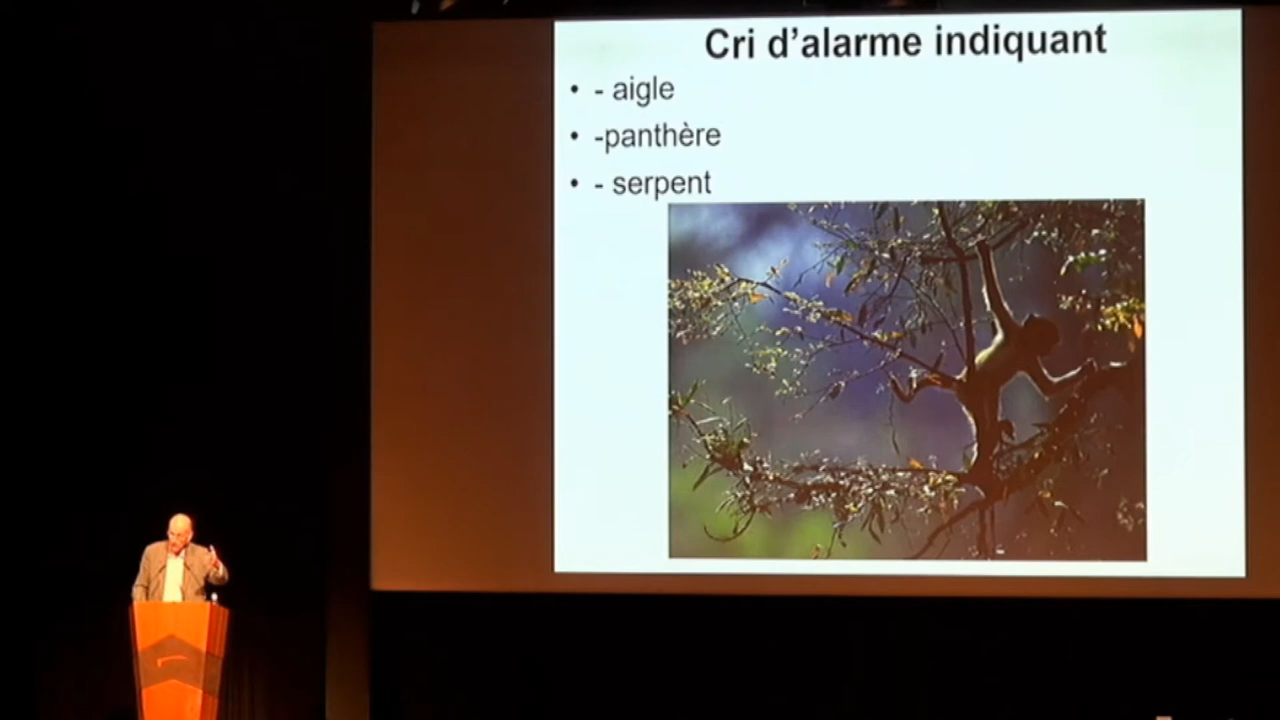 Cri d’alarme indiquant
• - aigle
• -panthère
• - serpent